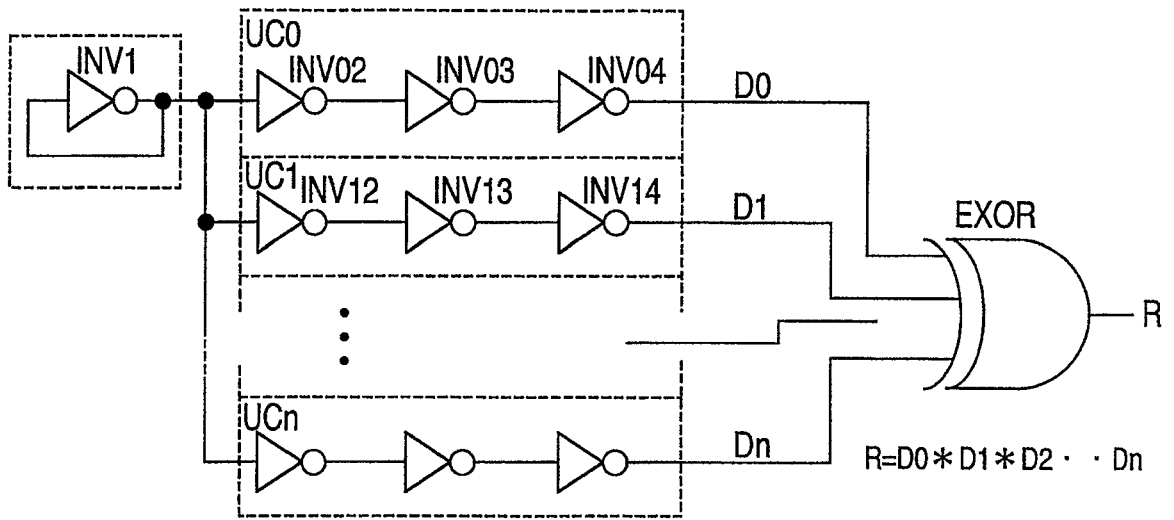 UC0
INV1
INV02
INV03
INV04
D0
UC1
INV12
INV13
INV14
D1
EXOR
R
UCn
Dn
R=D0＊D1＊D2・・Dn